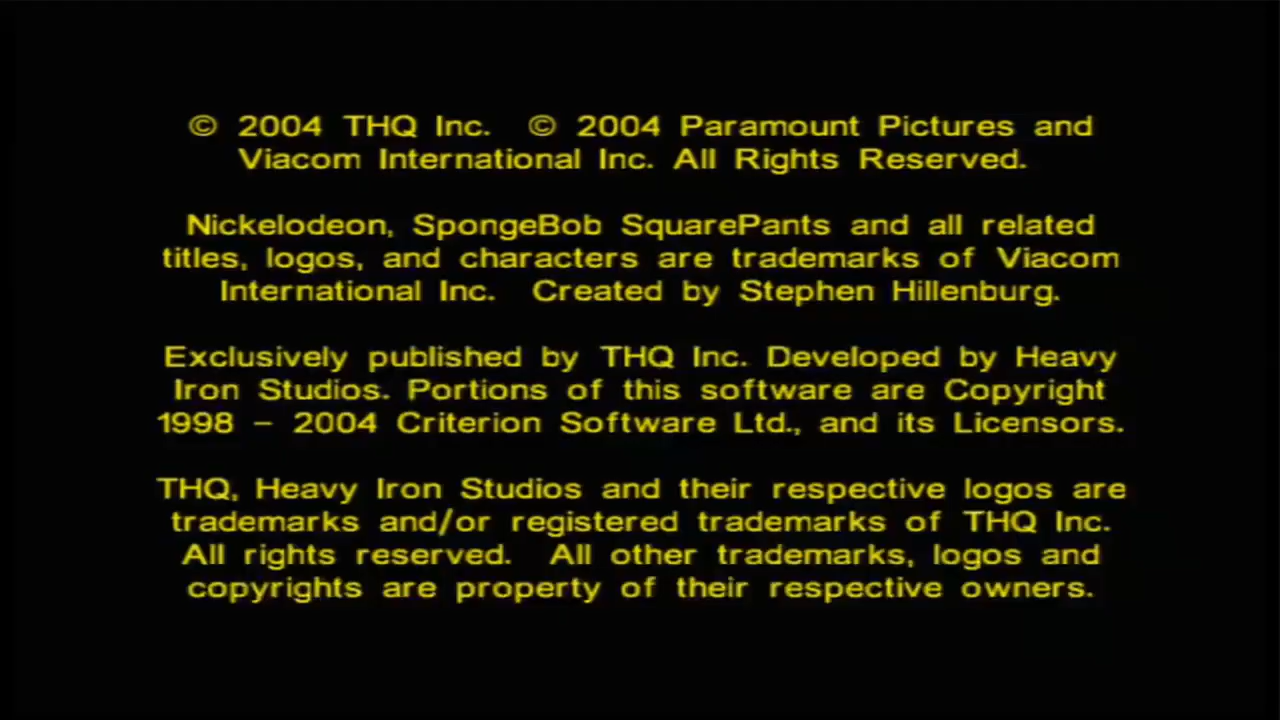 © 2004 THQ Inc.  © 2004 Paramount Pictures and
Viacom International Inc. All Rights Reserved.
Nickelodeon, SpongeBob SquarePants and all related
titles, logos, and characters are trademarks of Viacom
International Inc.  Created by Stephen Hillenburg.
Exclusively published by THQ Inc. Developed by Heavy
Iron Studios. Portions of this software are Copyright
1998 – 2004 Criterion Software Ltd., and its Licensors.
THQ, Heavy Iron Studios and their respective logos are
trademarks and/or registered trademarks of THQ Inc.
All rights reserved.  All other trademarks, logos and
copyrights are property of their respective owners.